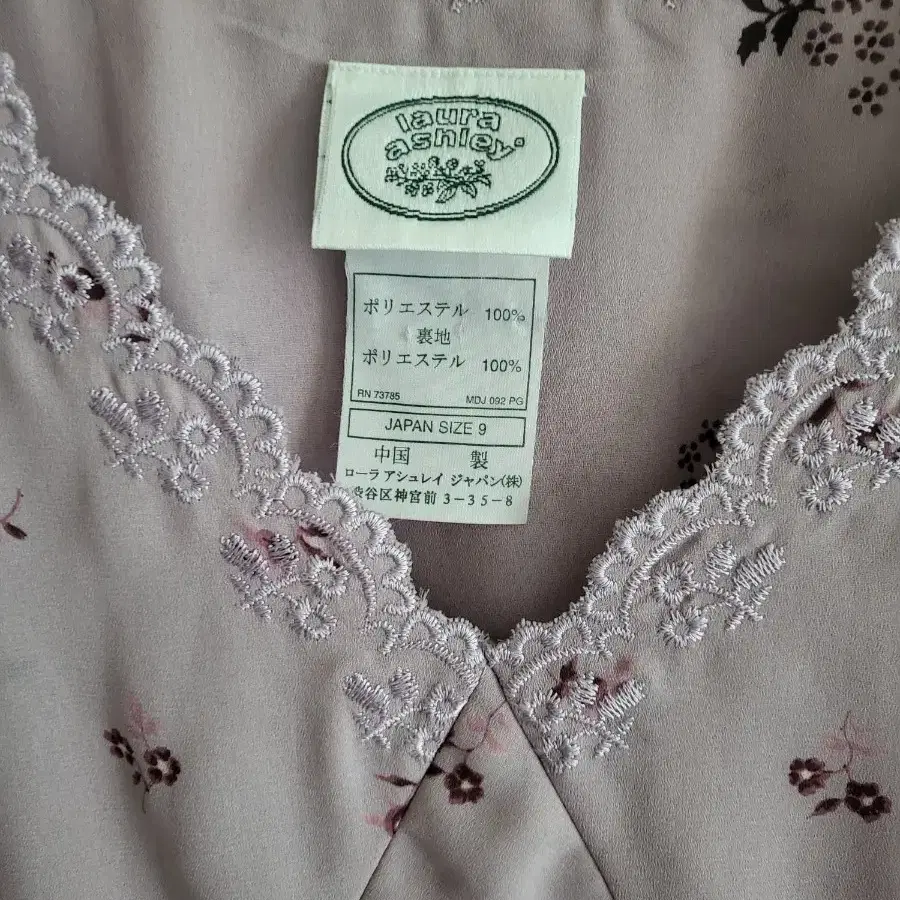 laura
ashley
ポリエステル 100%
裏地
ポリエステル 100%
RN 73785 MDJ 092 PG
JAPAN SIZE 9
中国 製
ローラ アシュレイ ジャパン(株)
渋谷区神宮前 3-35-8